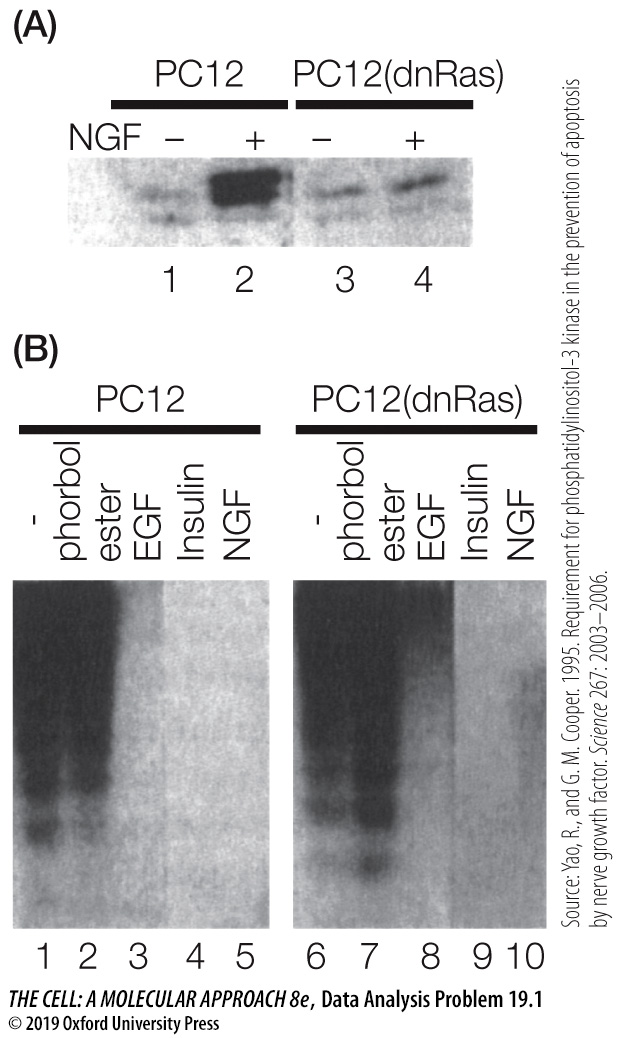 (A)
PC12 PC12(dnRas)
NGF – + – +
1 2 3 4
(B)
PC12 PC12(dnRas)
- phorbol ester EGF Insulin NGF - phorbol ester EGF Insulin NGF
1 2 3 4 5 6 7 8 9 10
Source: Yao, R., and G. M. Cooper. 1995. Requirement for phosphatidylinositol-3 kinase in the prevention of apoptosis
by nerve growth factor. Science 267: 2003–2006.
THE CELL: A MOLECULAR APPROACH 8e, Data Analysis Problem 19.1
© 2019 Oxford University Press